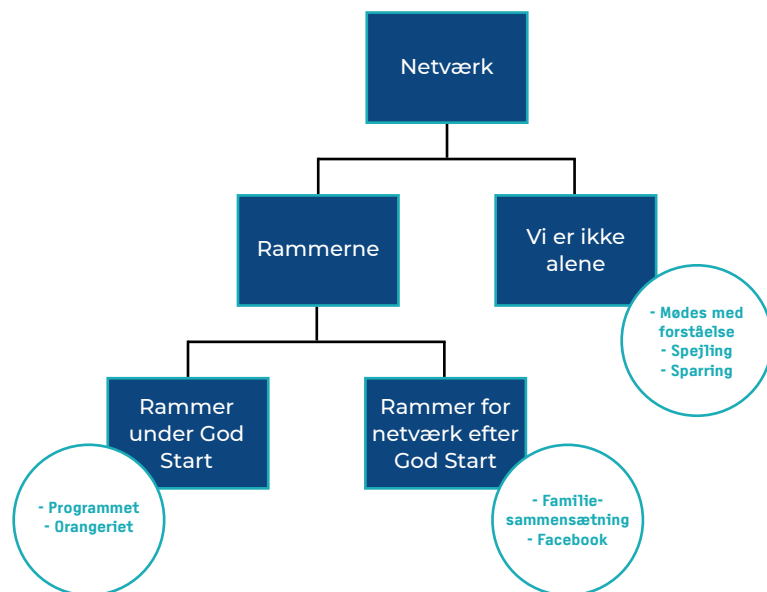 Netværk
Rammerne
Vi er ikke
alene
- Mødes med
forståelse
- Spejling
- Sparring
Rammer
under God
Start
Rammer for
netværk efter
God Start
- Programmet
- Orangeriet
- Familie-
sammensætning
- Facebook